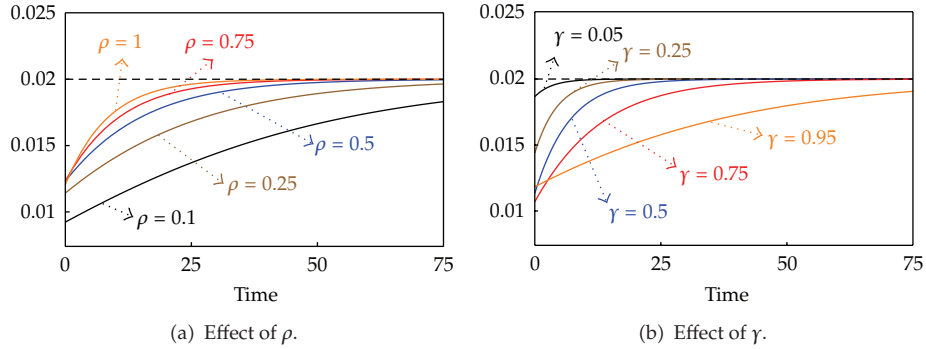 0.025
0.02
0.015
0.01
0
25
50
75
Time
ρ = 1
ρ = 0.75
ρ = 0.5
ρ = 0.25
ρ = 0.1
(a) Effect of ρ.
0.025
0.02
0.015
0.01
0
25
50
75
Time
γ = 0.05
γ = 0.25
γ = 0.95
γ = 0.75
γ = 0.5
(b) Effect of γ.